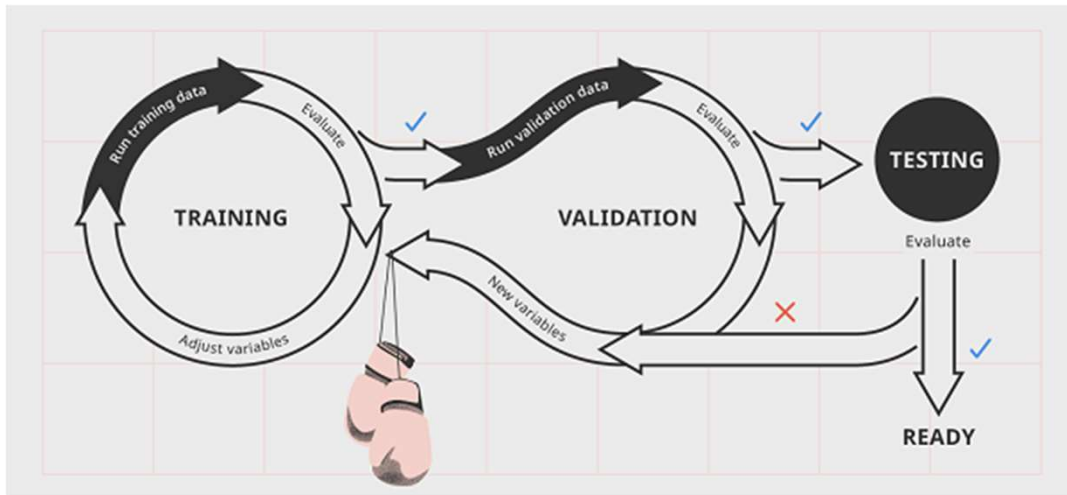 Run training data
Evaluate
TRAINING
Adjust variables
Run validation data
Evaluate
VALIDATION
New variables
TESTING
Evaluate
READY